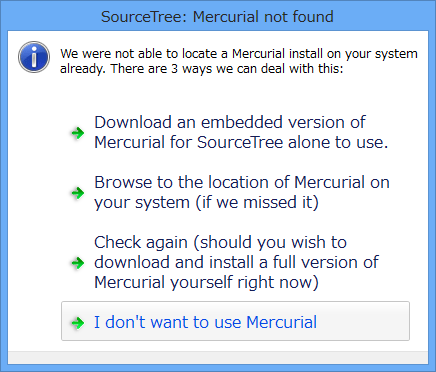 SourceTree: Mercurial not found
We were not able to locate a Mercurial install on your system
already. There are 3 ways we can deal with this:
Download an embedded version of
Mercurial for SourceTree alone to use.
Browse to the location of Mercurial on
your system (if we missed it)
Check again (should you wish to
download and install a full version of
Mercurial yourself right now)
I don't want to use Mercurial